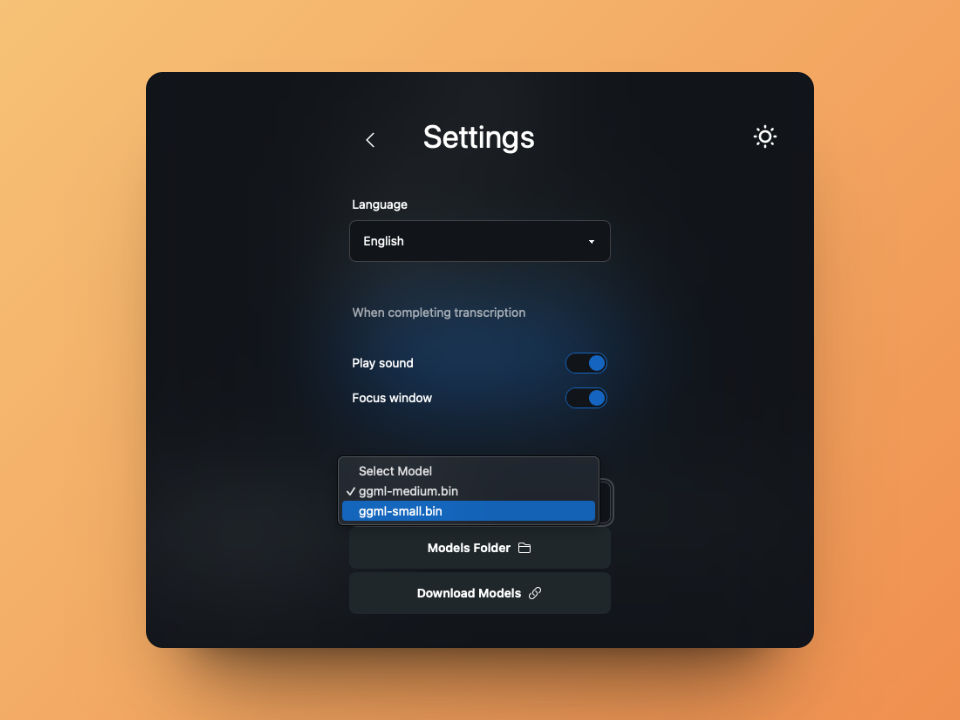 Settings
Language
English
When completing transcription
Play sound
Focus window
Select Model
ggml-medium.bin
ggml-small.bin
Models Folder
Download Models